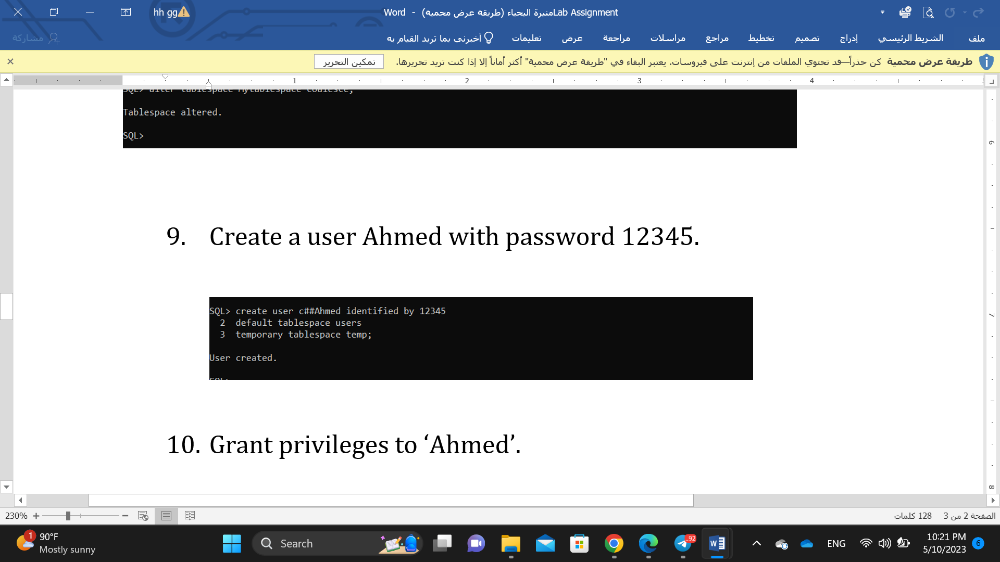 hh gg
Word - (طريقة عرض محمية) منيرة اليحياء Lab Assignment
ملف الشريط الرئيسي إدراج تصميم تخطيط مراجع مراسلات مراجعة عرض تعليمات أخبرني بما تريد القيام به مشاركة
طريقة عرض محمية كن حذراً—قد تحتوي الملفات من إنترنت على فيروسات. يعتبر البقاء في "طريقة عرض محمية" أكثر أماناً إلا إذا كنت تريد تحريرها. تمكين التحرير
1 2 3 4
SQL> alter tablespace Mytablespace coalesce;
Tablespace altered.
SQL>
6
9. Create a user Ahmed with password 12345.
SQL> create user c##Ahmed identified by 12345
2 default tablespace users
7
3 temporary tablespace temp;
User created.
SQL>
10. Grant privileges to ‘Ahmed’.
8
230%
الصفحة 2 من 3 128 كلمات
1 90°F
Mostly sunny
Search
..92
ENG
10:21 PM
5/10/2023
6